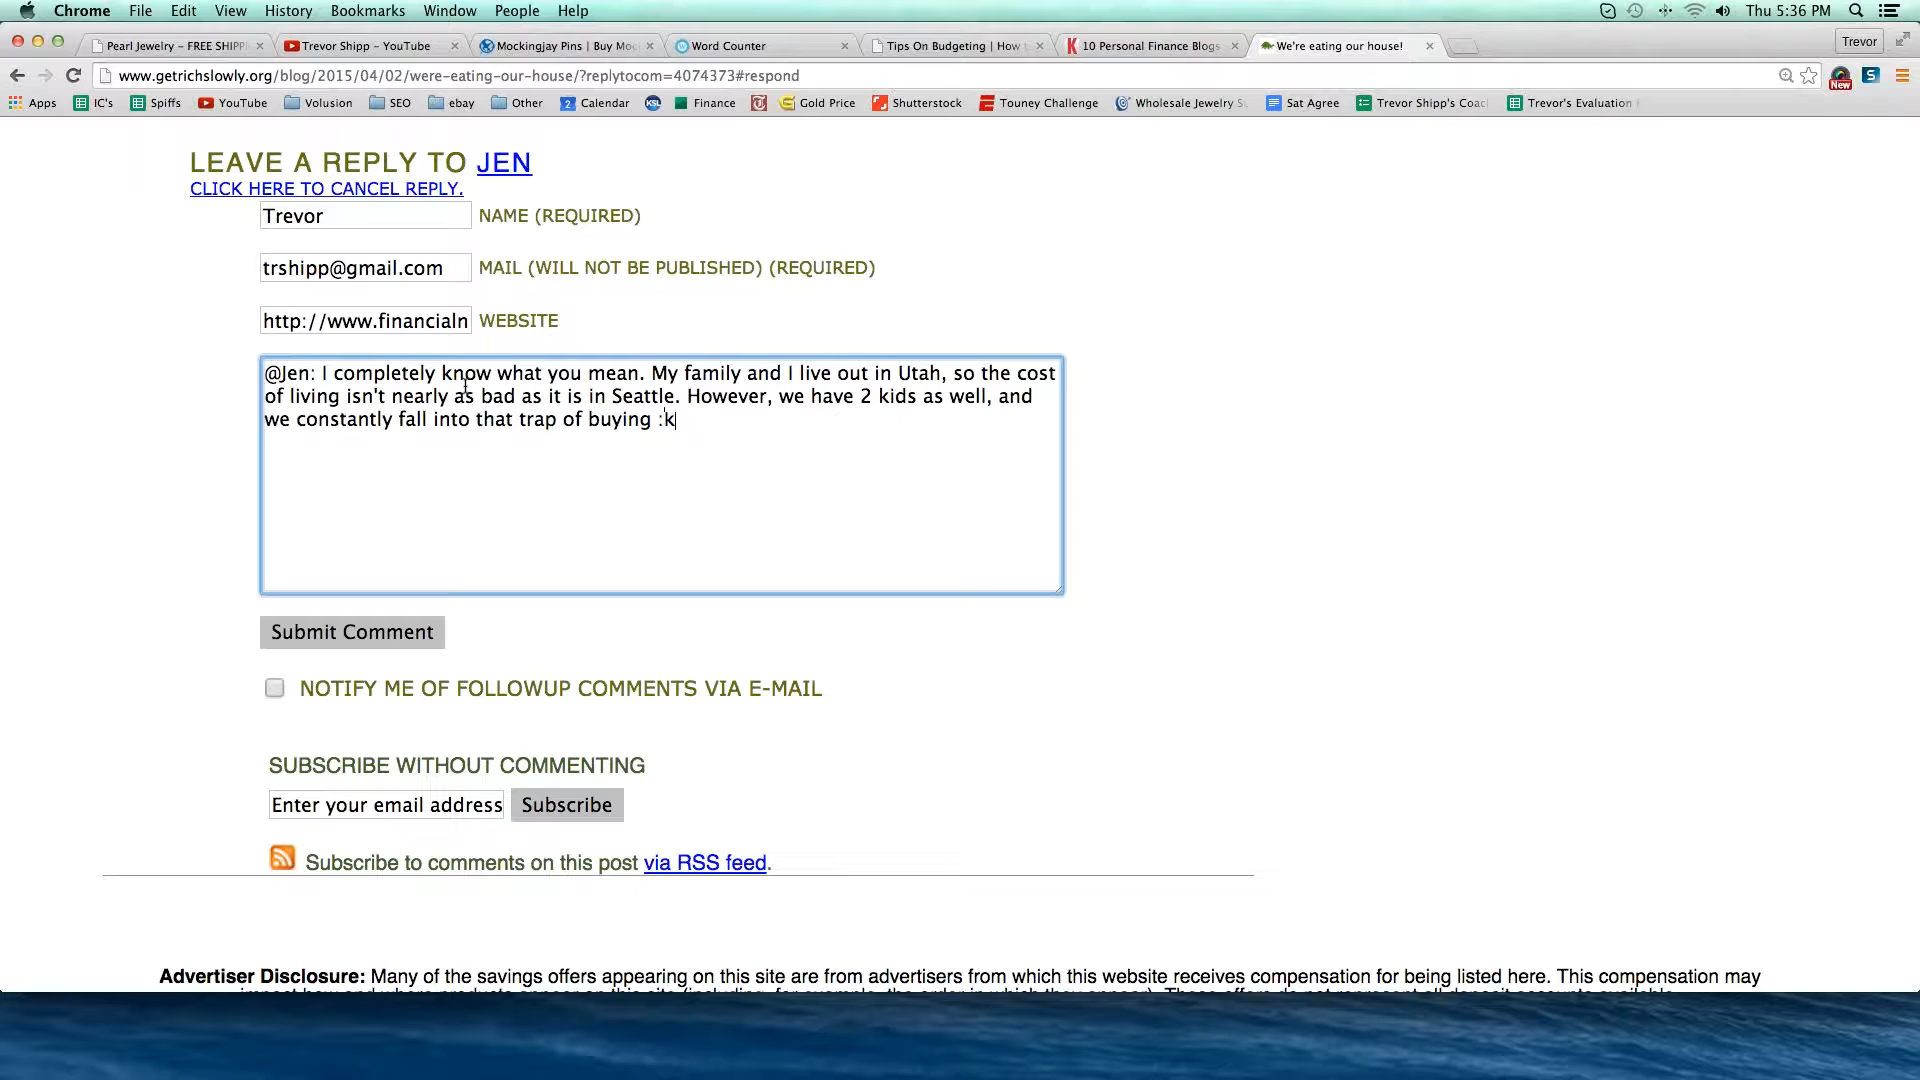 Chrome File Edit View History Bookmarks Window People Help Thu 5:36 PM
Pearl Jewelry – FREE SHIPP Trevor Shipp – YouTube Mockingjay Pins | Buy Moc Word Counter Tips On Budgeting | How 10 Personal Finance Blogs We're eating our house! Trevor
www.getrichslowly.org/blog/2015/04/02/were-eating-our-house/?replytocom=4074373#respond
Apps IC's Spiffs YouTube Volusion SEO ebay Other 2 Calendar KSL Finance Gold Price Shutterstock Touney Challenge Wholesale Jewelry Su Sat Agree Trevor Shipp's Coac Trevor's Evaluation New
LEAVE A REPLY TO JEN
CLICK HERE TO CANCEL REPLY.
Trevor NAME (REQUIRED)
trshipp@gmail.com MAIL (WILL NOT BE PUBLISHED) (REQUIRED)
http://www.financialn WEBSITE
@Jen: I completely know what you mean. My family and I live out in Utah, so the cost
of living isn't nearly as bad as it is in Seattle. However, we have 2 kids as well, and
we constantly fall into that trap of buying :k
Submit Comment
NOTIFY ME OF FOLLOWUP COMMENTS VIA E-MAIL
SUBSCRIBE WITHOUT COMMENTING
Enter your email address Subscribe
Subscribe to comments on this post via RSS feed.
Advertiser Disclosure: Many of the savings offers appearing on this site are from advertisers from which this website receives compensation for being listed here. This compensation may